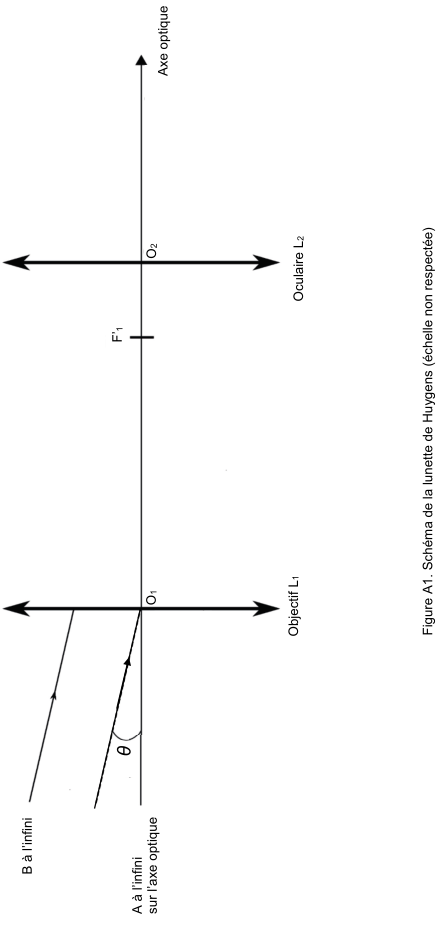 B à l'infini
A à l'infini
sur l'axe optique
θ
O₁
Objectif L₁
F'₁
O₂
Oculaire L₂
Axe optique
Figure A1. Schéma de la lunette de Huygens (échelle non respectée)